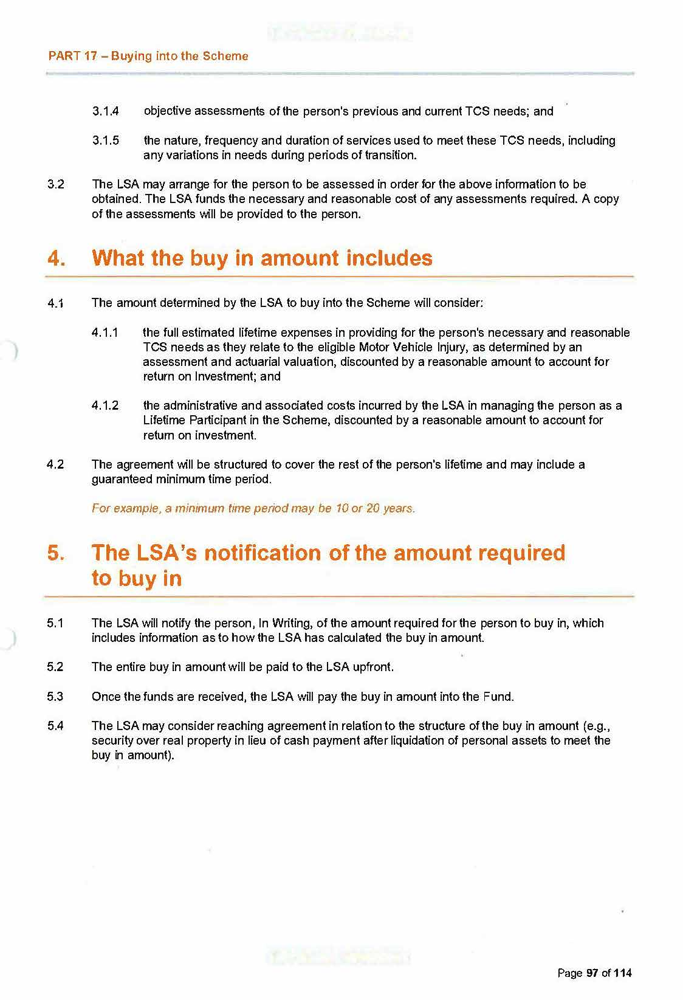 PART 17 – Buying into the Scheme
3.1.4 objective assessments of the person's previous and current TCS needs; and
3.1.5 the nature, frequency and duration of services used to meet these TCS needs, including
any variations in needs during periods of transition.
3.2 The LSA may arrange for the person to be assessed in order for the above information to be
obtained. The LSA funds the necessary and reasonable cost of any assessments required. A copy
of the assessments will be provided to the person.
4. What the buy in amount includes
4.1 The amount determined by the LSA to buy into the Scheme will consider:
4.1.1 the full estimated lifetime expenses in providing for the person's necessary and reasonable
TCS needs as they relate to the eligible Motor Vehicle Injury, as determined by an
assessment and actuarial valuation, discounted by a reasonable amount to account for
return on Investment; and
4.1.2 the administrative and associated costs incurred by the LSA in managing the person as a
Lifetime Participant in the Scheme, discounted by a reasonable amount to account for
return on investment.
4.2 The agreement will be structured to cover the rest of the person's lifetime and may include a
guaranteed minimum time period.
For example, a minimum time period may be 10 or 20 years.
5. The LSA's notification of the amount required
to buy in
5.1 The LSA will notify the person, In Writing, of the amount required for the person to buy in, which
includes information as to how the LSA has calculated the buy in amount.
5.2 The entire buy in amount will be paid to the LSA upfront.
5.3 Once the funds are received, the LSA will pay the buy in amount into the Fund.
5.4 The LSA may consider reaching agreement in relation to the structure of the buy in amount (e.g.,
security over real property in lieu of cash payment after liquidation of personal assets to meet the
buy in amount).
Page 97 of 114